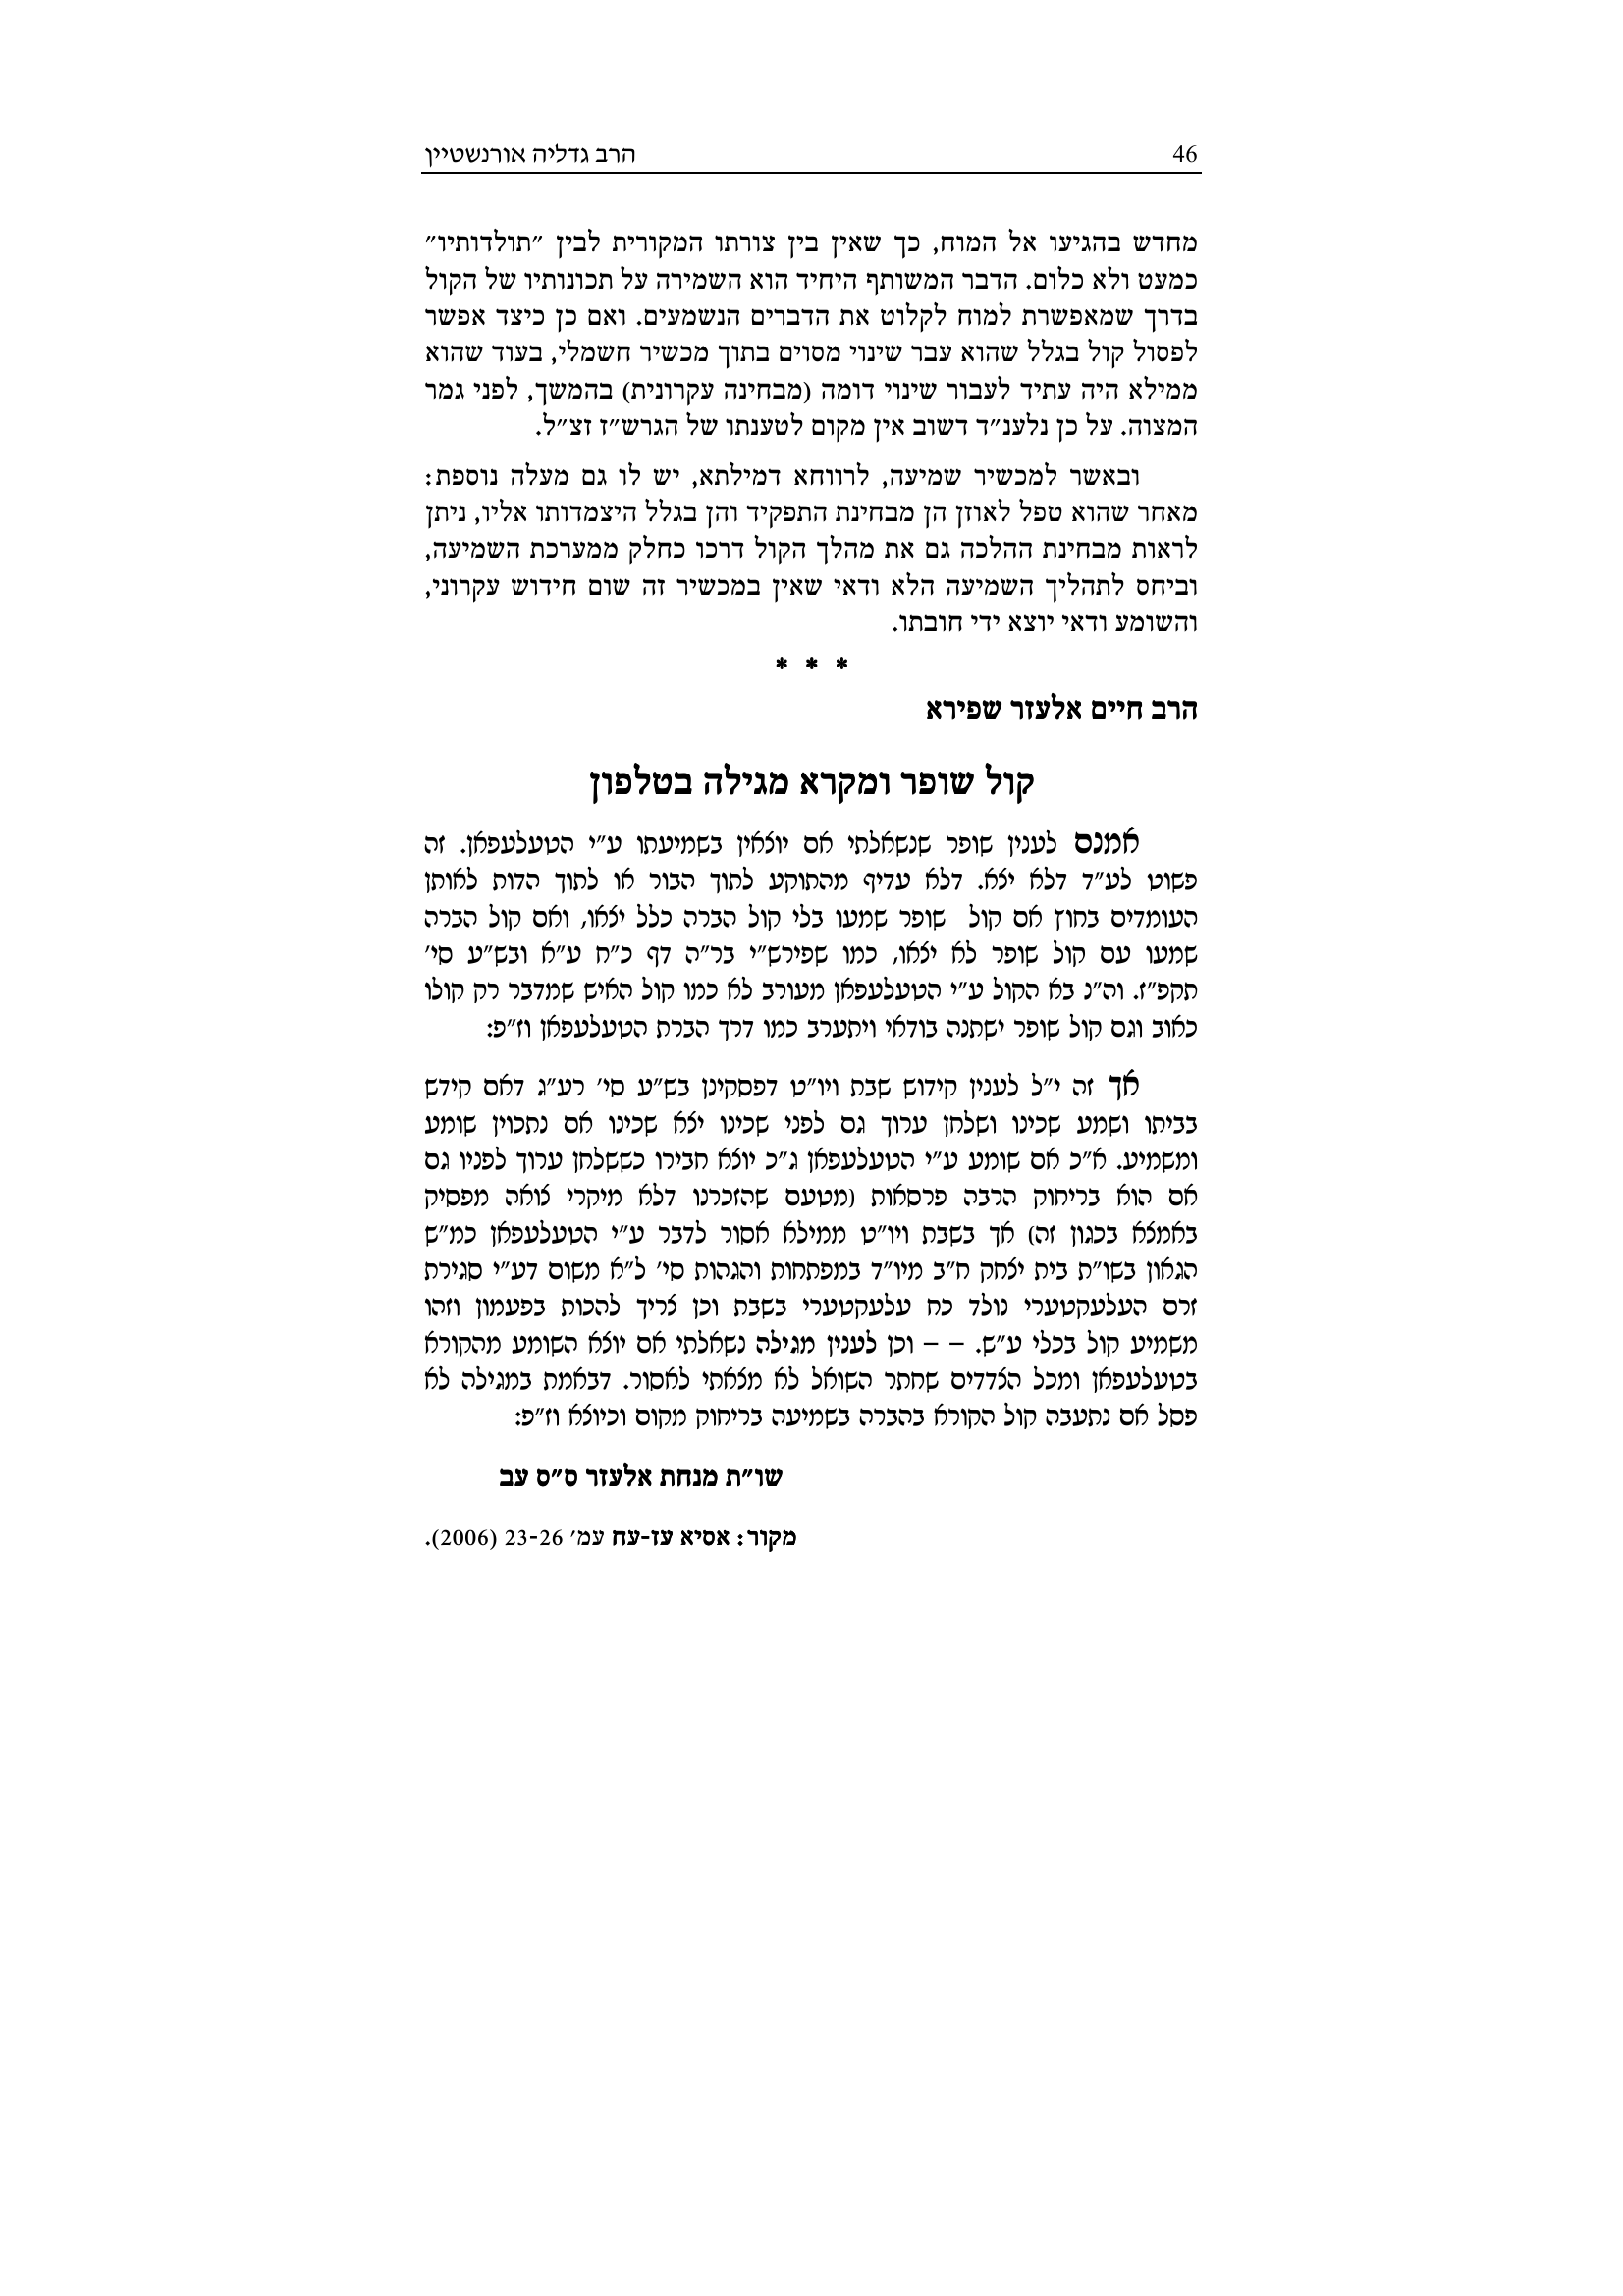 46 הרב גדליה אורנשטיין
מחדש בהגיעו אל המוח, כך שאין בין צורתו המקורית לבין ״תולדותיו״
כמעט ולא כלום. הדבר המשותף היחיד הוא השמירה על תכונותיו של הקול
בדרך שמאפשרת למוח לקלוט את הדברים הנשמעים. ואם כן כיצד אפשר
לפסול קול בגלל שהוא עבר שינוי מסוים בתוך מכשיר חשמלי, בעוד שהוא
ממילא היה עתיד לעבור שינוי דומה (מבחינה עקרונית) בהמשך, לפני גמר
המצוה. על כן נלענ״ד דשוב אין מקום לטענתו של הגרש״ז זצ״ל.
ובאשר למכשיר שמיעה, לרווחא דמילתא, יש לו גם מעלה נוספת:
מאחר שהוא טפל לאוזן הן מבחינת התפקיד והן בגלל היצמדותו אליו, ניתן
לראות מבחינת ההלכה גם את מהלך הקול דרכו כחלק ממערכת השמיעה,
וביחס לתהליך השמיעה הלא ודאי שאין במכשיר זה שום חידוש עקרוני,
והשומע ודאי יוצא ידי חובתו.
* * *
הרב חיים אלעזר שפירא
קול שופר ומקרא מגילה בטלפון
אמנם לענין שופר שנשאלתי אם יוצאין בשמיעתו ע״י הטעלעפאן. זה
פשוט לע״ד דלא יצא. דלא עדיף מהתוקע לתוך הבור או לתוך הדות לאותן
העומדים בחוץ אם קול שופר שמעו בלי קול הברה כלל יצאו, ואם קול הברה
שמעו עם קול שופר לא יצאו, כמו שפירש״י בר״ה דף כ״ח ע״א ובש״ע סי׳
תקפ״ז. וה״נ בא הקול ע״י הטעלעפאן מעורב לא כמו קול האיש שמדבר רק קולו
כאוב וגם קול שופר ישתנה בודאי ויתערב כמו דרך הברת הטעלעפאן וז״פ:
אך זה י״ל לענין קידוש שבת ויו״ט דפסקינן בש״ע סי׳ רע״ג דאם קידש
בביתו ושמע שכינו ושלחן ערוך גם לפני שכינו יצא שכינו אם נתכוין שומע
ומשמיע. א״כ אם שומע ע״י הטעלעפאן ג״כ יוצא חבירו כששלחן ערוך לפניו גם
אם הוא בריחוק הרבה פרסאות (מטעם שהזכרנו דלא מיקרי צואה מפסיק
באמצא בכגון זה) אך בשבת ויו״ט ממילא אסור לדבר ע״י הטעלעפאן כמ״ש
הגאון בשו״ת בית יצחק ח״ב מיו״ד במפתחות והגהות סי׳ ל״א משום דע״י סגירת
זרם העלעקטערי נולד כח עלעקטערי בשבת וכן צריך להכות בפעמון וזהו
משמיע קול בכלי ע״ש. – – וכן לענין מגילה נשאלתי אם יוצא השומע מהקורא
בטעלעפאן ומכל הצדדים שחתר השואל לא מצאתי לאסור. דבאמת במגילה לא
פסל אם נתעבה קול הקורא בהברה בשמיעה בריחוק מקום וכיוצא וז״פ:
שו״ת מנחת אלעזר ס״ס עב
מקור: אסיא עז-עח עמ׳ 23-26 (2006).